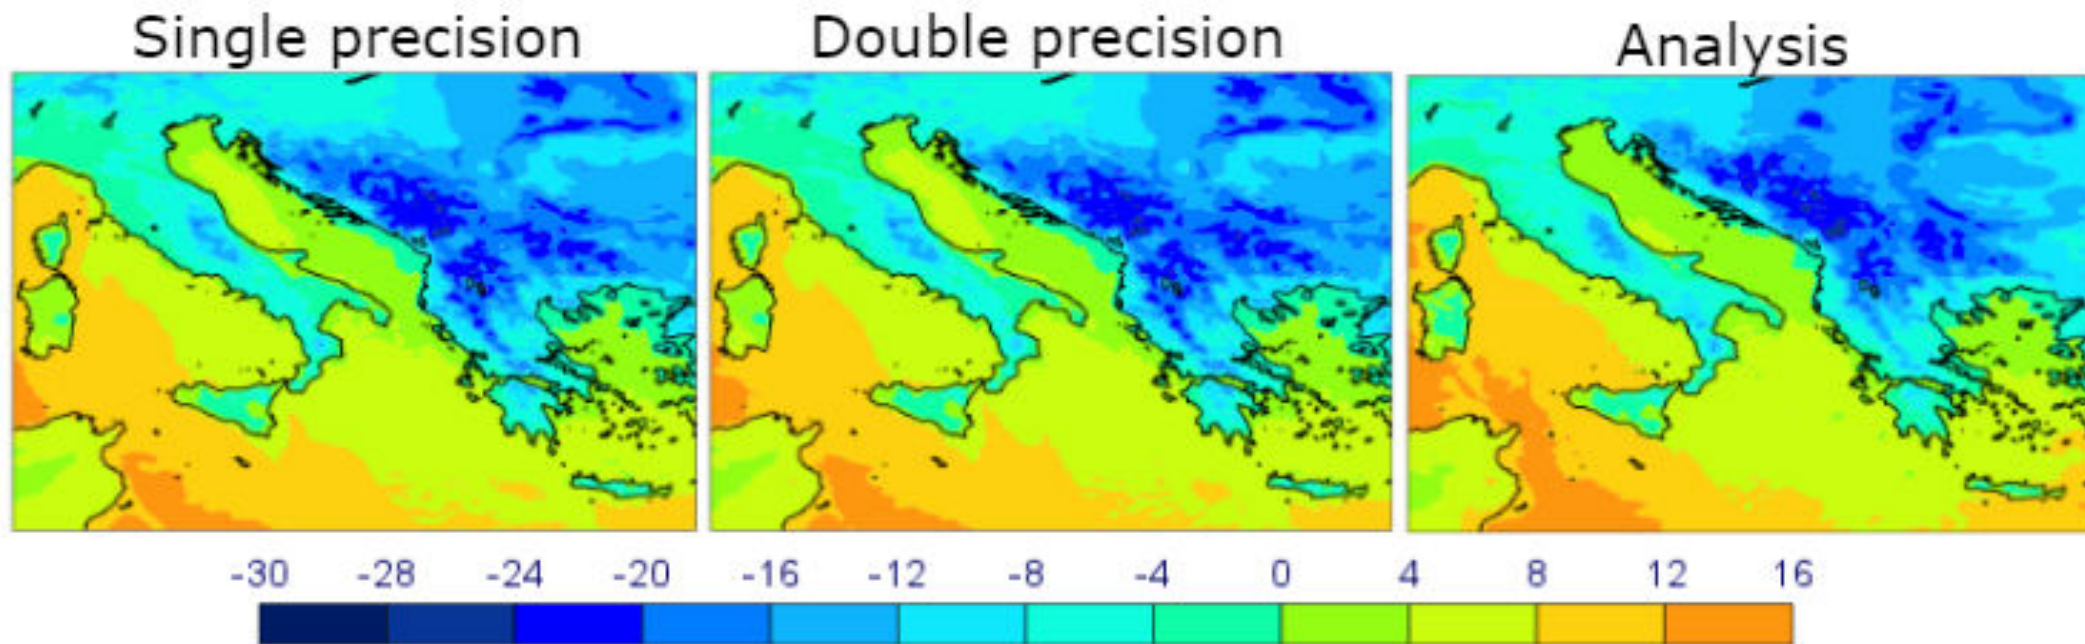 Single precision
Double precision
Analysis
-30 -28 -24 -20 -16 -12 -8 -4 0 4 8 12 16